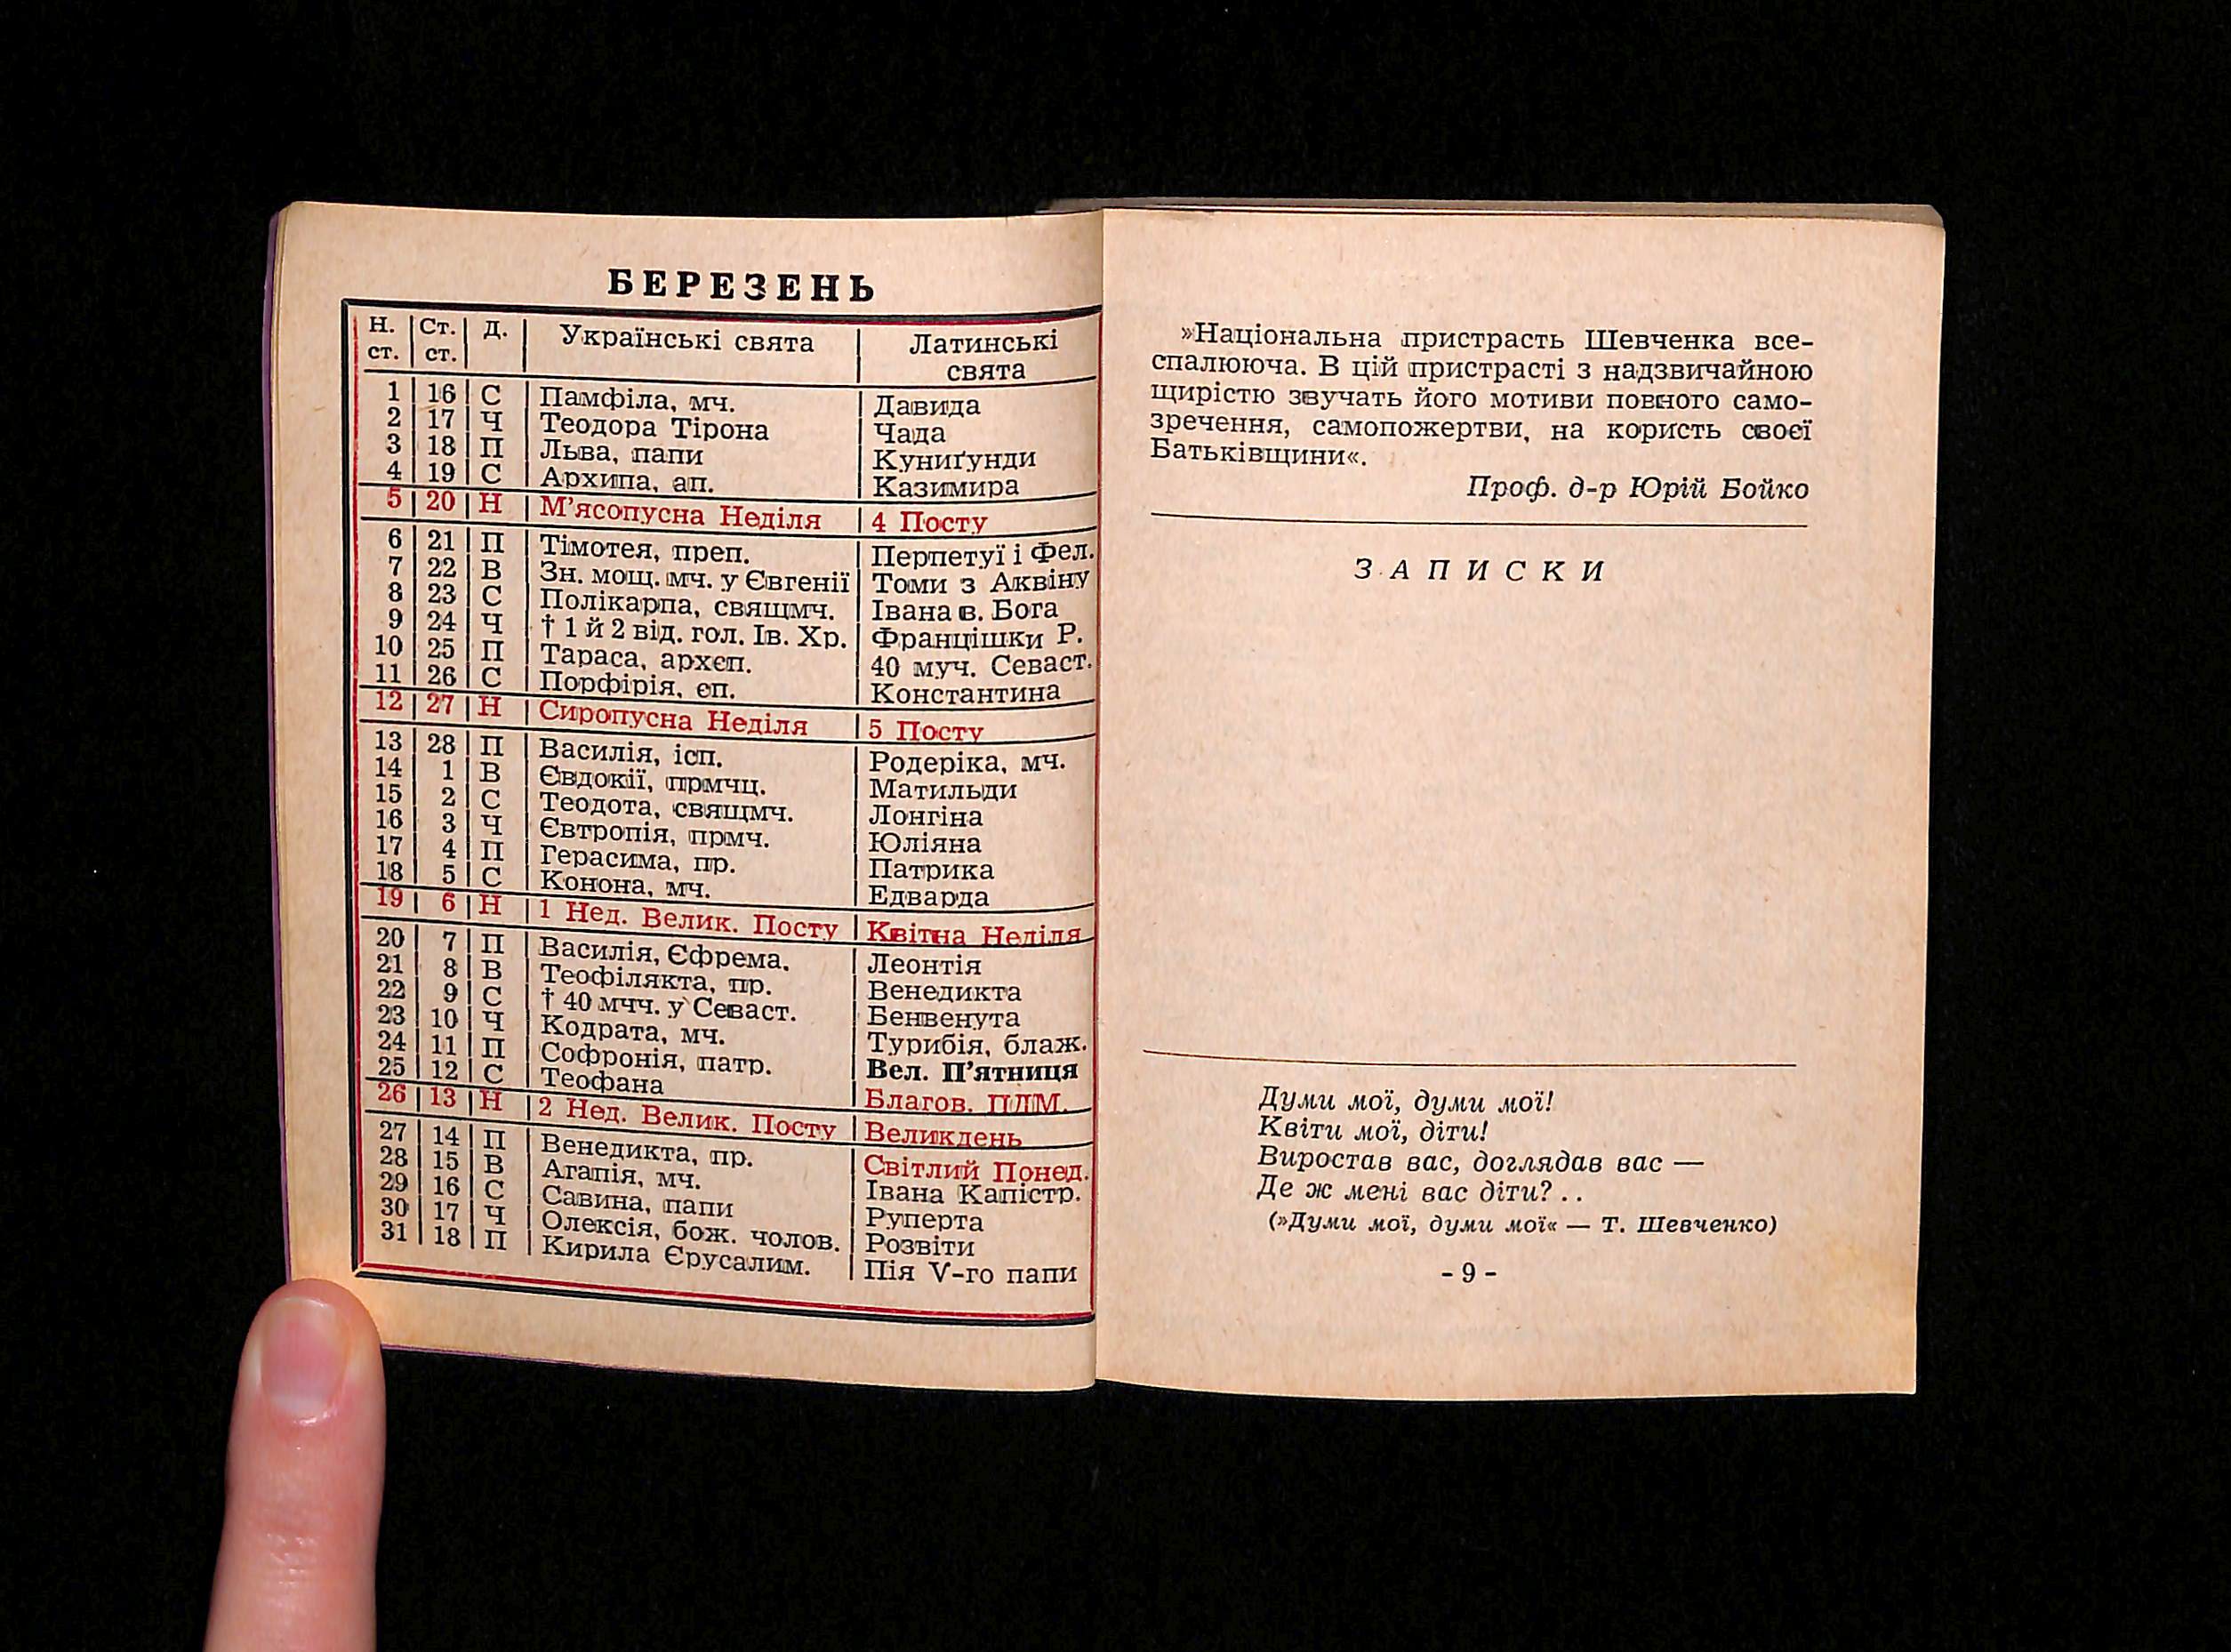 БЕРЕЗЕНЬ
Н. ст. | Ст. ст. | Д. | Українські свята | Латинські свята
1 | 16 | С | Памфіла, мч. | Давида
2 | 17 | Ч | Теодора Тірона | Чада
3 | 18 | П | Льва, папи | Куниґунди
4 | 19 | С | Архипа, ап. | Казимира
5 | 20 | Н | М'ясопусна Неділя | 4 Посту
6 | 21 | П | Тімотея, преп. | Перпетуї і Фел.
7 | 22 | В | Зн. мощ. мч. у Євгенії | Томи з Аквіну
8 | 23 | С | Полікарпа, свящмч. | Івана в. Бога
9 | 24 | Ч | † 1 й 2 від. гол. Ів. Хр. | Францішки Р.
10 | 25 | П | Тараса, архєп. | 40 муч. Севаст.
11 | 26 | С | Порфірія, єп. | Константина
12 | 27 | Н | Сиропусна Неділя | 5 Посту
13 | 28 | П | Василія, ісп. | Родеріка, мч.
14 | 1 | В | Євдокії, прмчц. | Матильди
15 | 2 | С | Теодота, свящмч. | Лонгіна
16 | 3 | Ч | Євтропія, прмч. | Юліяна
17 | 4 | П | Герасима, пр. | Патрика
18 | 5 | С | Конона, мч. | Едварда
19 | 6 | Н | 1 Нед. Велик. Посту | Квітна Неділя
20 | 7 | П | Василія, Єфрема. | Леонтія
21 | 8 | В | Теофілякта, пр. | Венедикта
22 | 9 | С | † 40 мчч. у Севаст. | Бенвенута
23 | 10 | Ч | Кодрата, мч. | Турибія, блаж.
24 | 11 | П | Софронія, патр. | Вел. П'ятниця
25 | 12 | С | Теофана | Благов. ПДМ.
26 | 13 | Н | 2 Нед. Велик. Посту | Великдень
27 | 14 | П | Венедикта, пр. | Світлий Понед.
28 | 15 | В | Агапія, мч. | Івана Капістр.
29 | 16 | С | Савина, папи | Руперта
30 | 17 | Ч | Олексія, бож. чолов. | Розвіти
31 | 18 | П | Кирила Єрусалим. | Пія V-го папи
»Національна пристрасть Шевченка все-
спалююча. В цій пристрасті з надзвичайною
щирістю звучать його мотиви повного само-
зречення, самопожертви, на користь своєї
Батьківщини«.
Проф. д-р Юрій Бойко
ЗАПИСКИ
Думи мої, думи мої!
Квіти мої, діти!
Виростав вас, доглядав вас —
Де ж мені вас діти? . .
(»Думи мої, думи мої« — Т. Шевченко)
- 9 -